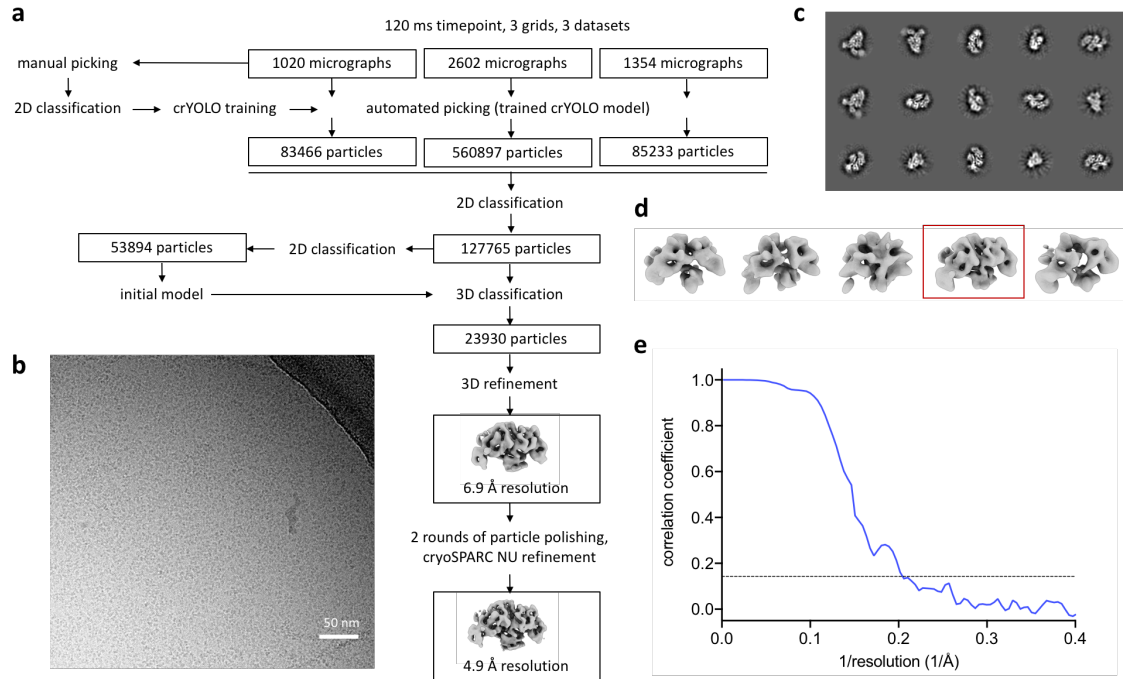 a
120 ms timepoint, 3 grids, 3 datasets
manual picking
1020 micrographs
2602 micrographs
1354 micrographs
2D classification
crYOLO training
automated picking (trained crYOLO model)
83466 particles
560897 particles
85233 particles
2D classification
53894 particles
2D classification
127765 particles
initial model
3D classification
23930 particles
3D refinement
6.9 Å resolution
2 rounds of particle polishing,
cryoSPARC NU refinement
4.9 Å resolution
b
50 nm
c
d
e
correlation coefficient
1.0
0.8
0.6
0.4
0.2
0.0
0.0
0.1
0.2
0.3
0.4
1/resolution (1/Å)